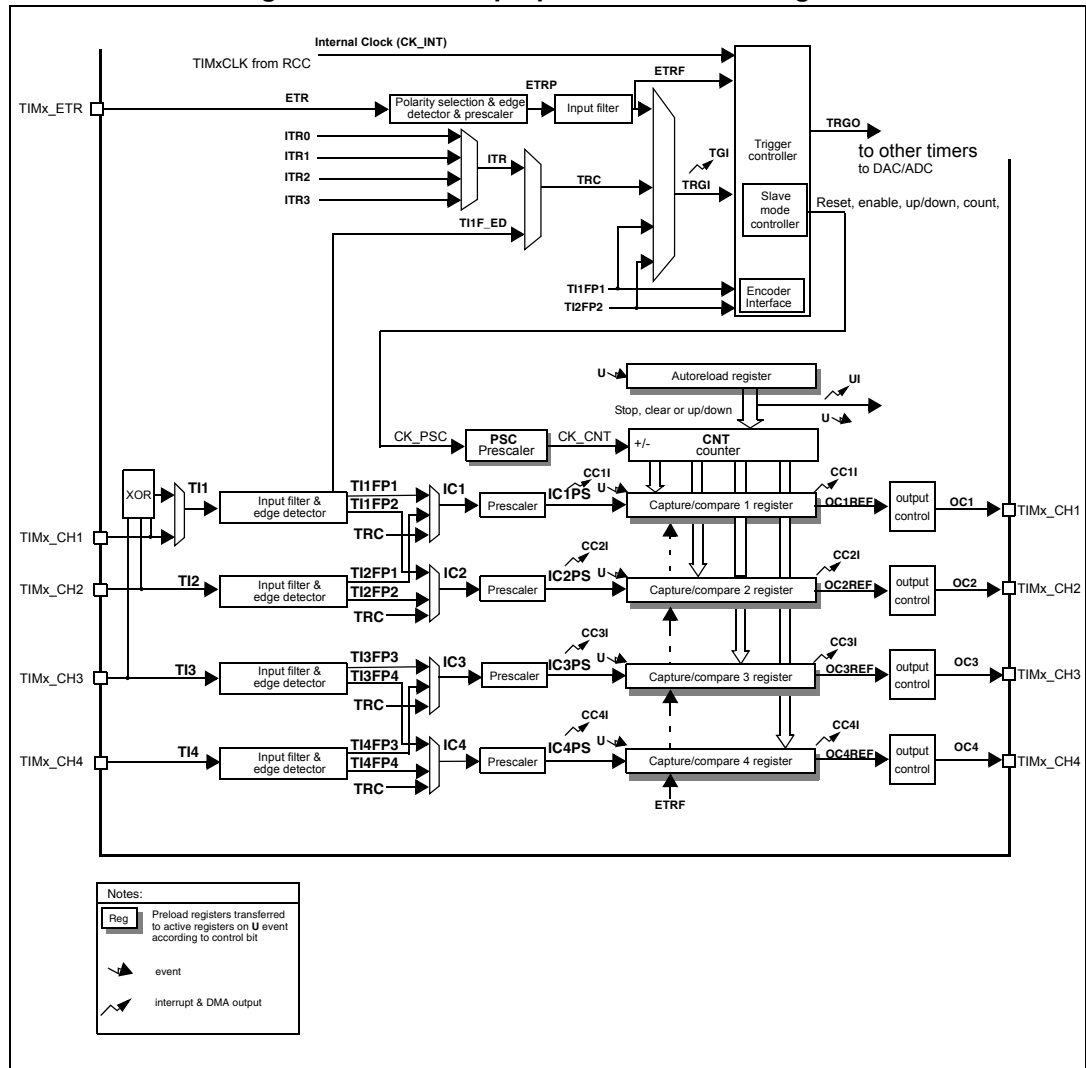 Internal Clock (CK_INT)
TIMxCLK from RCC
ETRF
ETRP
TIMx_ETR
ETR
Polarity selection & edge
detector & prescaler
Input filter
ITR0
ITR1
ITR2
ITR3
ITR
TRC
TI1F_ED
TGI
TRGI
Trigger
controller
TRGO
to other timers
to DAC/ADC
Slave
mode
controller
Reset, enable, up/down, count,
TI1FP1
TI2FP2
Encoder
Interface
U
Autoreload register
UI
Stop, clear or up/down
U
CK_PSC
PSC
Prescaler
CK_CNT
+/-
CNT
counter
XOR
TI1
Input filter &
edge detector
TI1FP1
TI1FP2
TRC
IC1
Prescaler
IC1PS
CC1I
U
Capture/compare 1 register
CC1I
OC1REF
output
control
OC1
TIMx_CH1
TIMx_CH1
TIMx_CH2
TI2
Input filter &
edge detector
TI2FP1
TI2FP2
TRC
IC2
Prescaler
IC2PS
CC2I
U
Capture/compare 2 register
CC2I
OC2REF
output
control
OC2
TIMx_CH2
TIMx_CH3
TI3
Input filter &
edge detector
TI3FP3
TI3FP4
TRC
IC3
Prescaler
IC3PS
CC3I
U
Capture/compare 3 register
CC3I
OC3REF
output
control
OC3
TIMx_CH3
TIMx_CH4
TI4
Input filter &
edge detector
TI4FP3
TI4FP4
TRC
IC4
Prescaler
IC4PS
CC4I
U
Capture/compare 4 register
CC4I
OC4REF
output
control
OC4
TIMx_CH4
ETRF
Notes:
Reg
Preload registers transferred
to active registers on U event
according to control bit
event
interrupt & DMA output